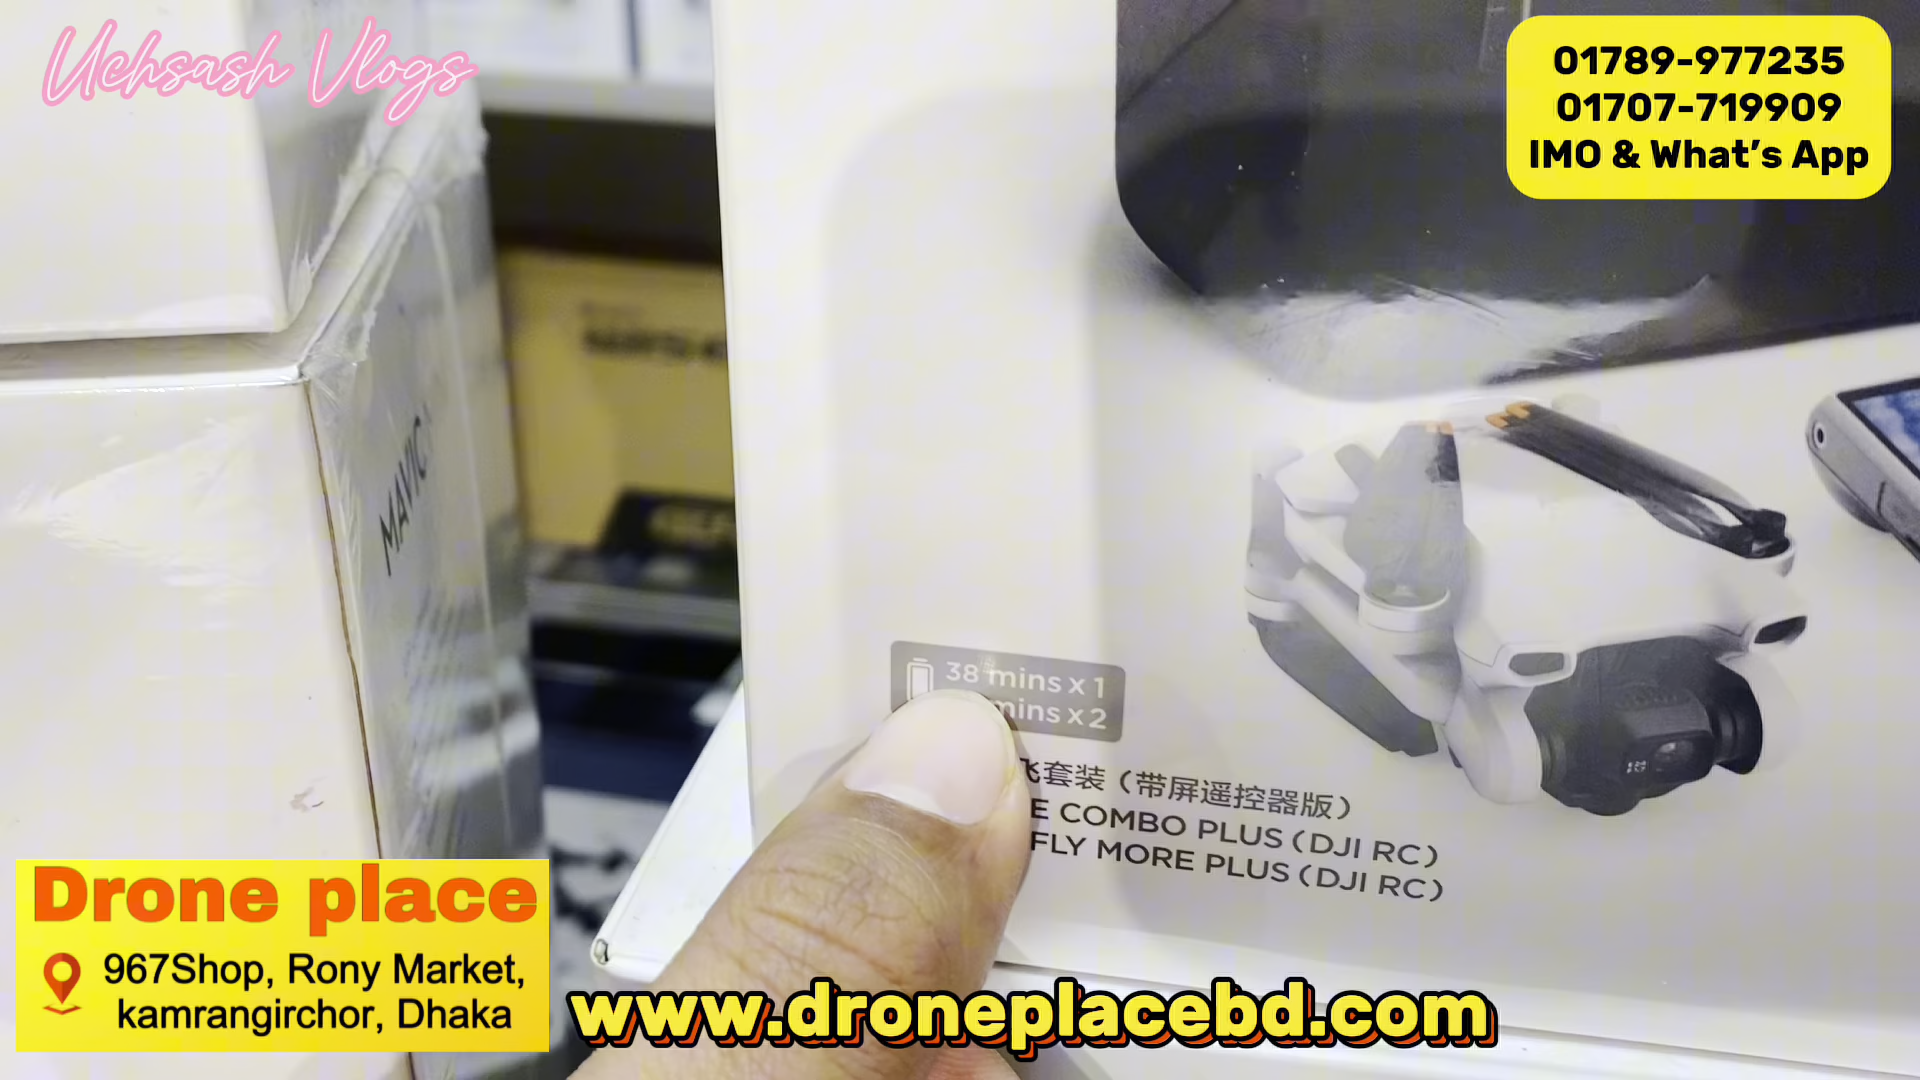 Uchsash Vlogs
01789-977235
01707-719909
IMO & What's App
MAVIC
38 mins x 1
mins x 2
飞套装（带屏遥控器版）
E COMBO PLUS (DJI RC)
FLY MORE PLUS (DJI RC)
Drone place
967Shop, Rony Market,
kamrangirchor, Dhaka
www.droneplacebd.com